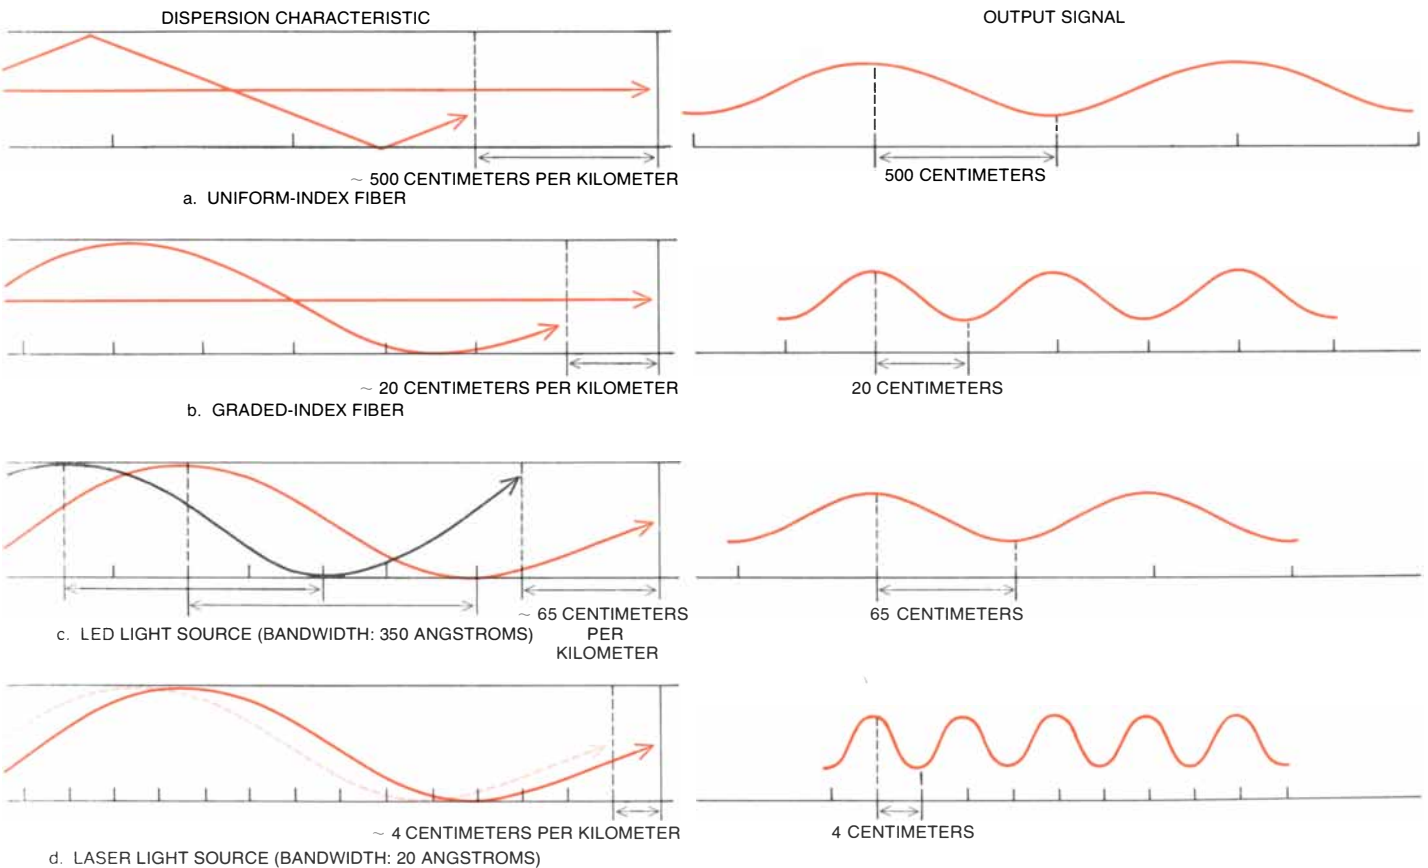 DISPERSION CHARACTERISTIC
OUTPUT SIGNAL
~ 500 CENTIMETERS PER KILOMETER
500 CENTIMETERS
a. UNIFORM-INDEX FIBER
~ 20 CENTIMETERS PER KILOMETER
20 CENTIMETERS
b. GRADED-INDEX FIBER
~ 65 CENTIMETERS
PER
KILOMETER
65 CENTIMETERS
c. LED LIGHT SOURCE (BANDWIDTH: 350 ANGSTROMS)
~ 4 CENTIMETERS PER KILOMETER
4 CENTIMETERS
d. LASER LIGHT SOURCE (BANDWIDTH: 20 ANGSTROMS)